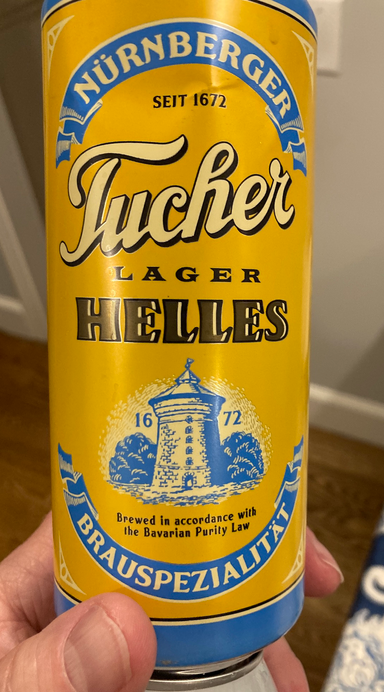 NÜRNBERGER
SEIT 1672
Tucher
LAGER
HELLES
16 72
Brewed in accordance with
the Bavarian Purity Law
BRAUSPEZIALITÄT